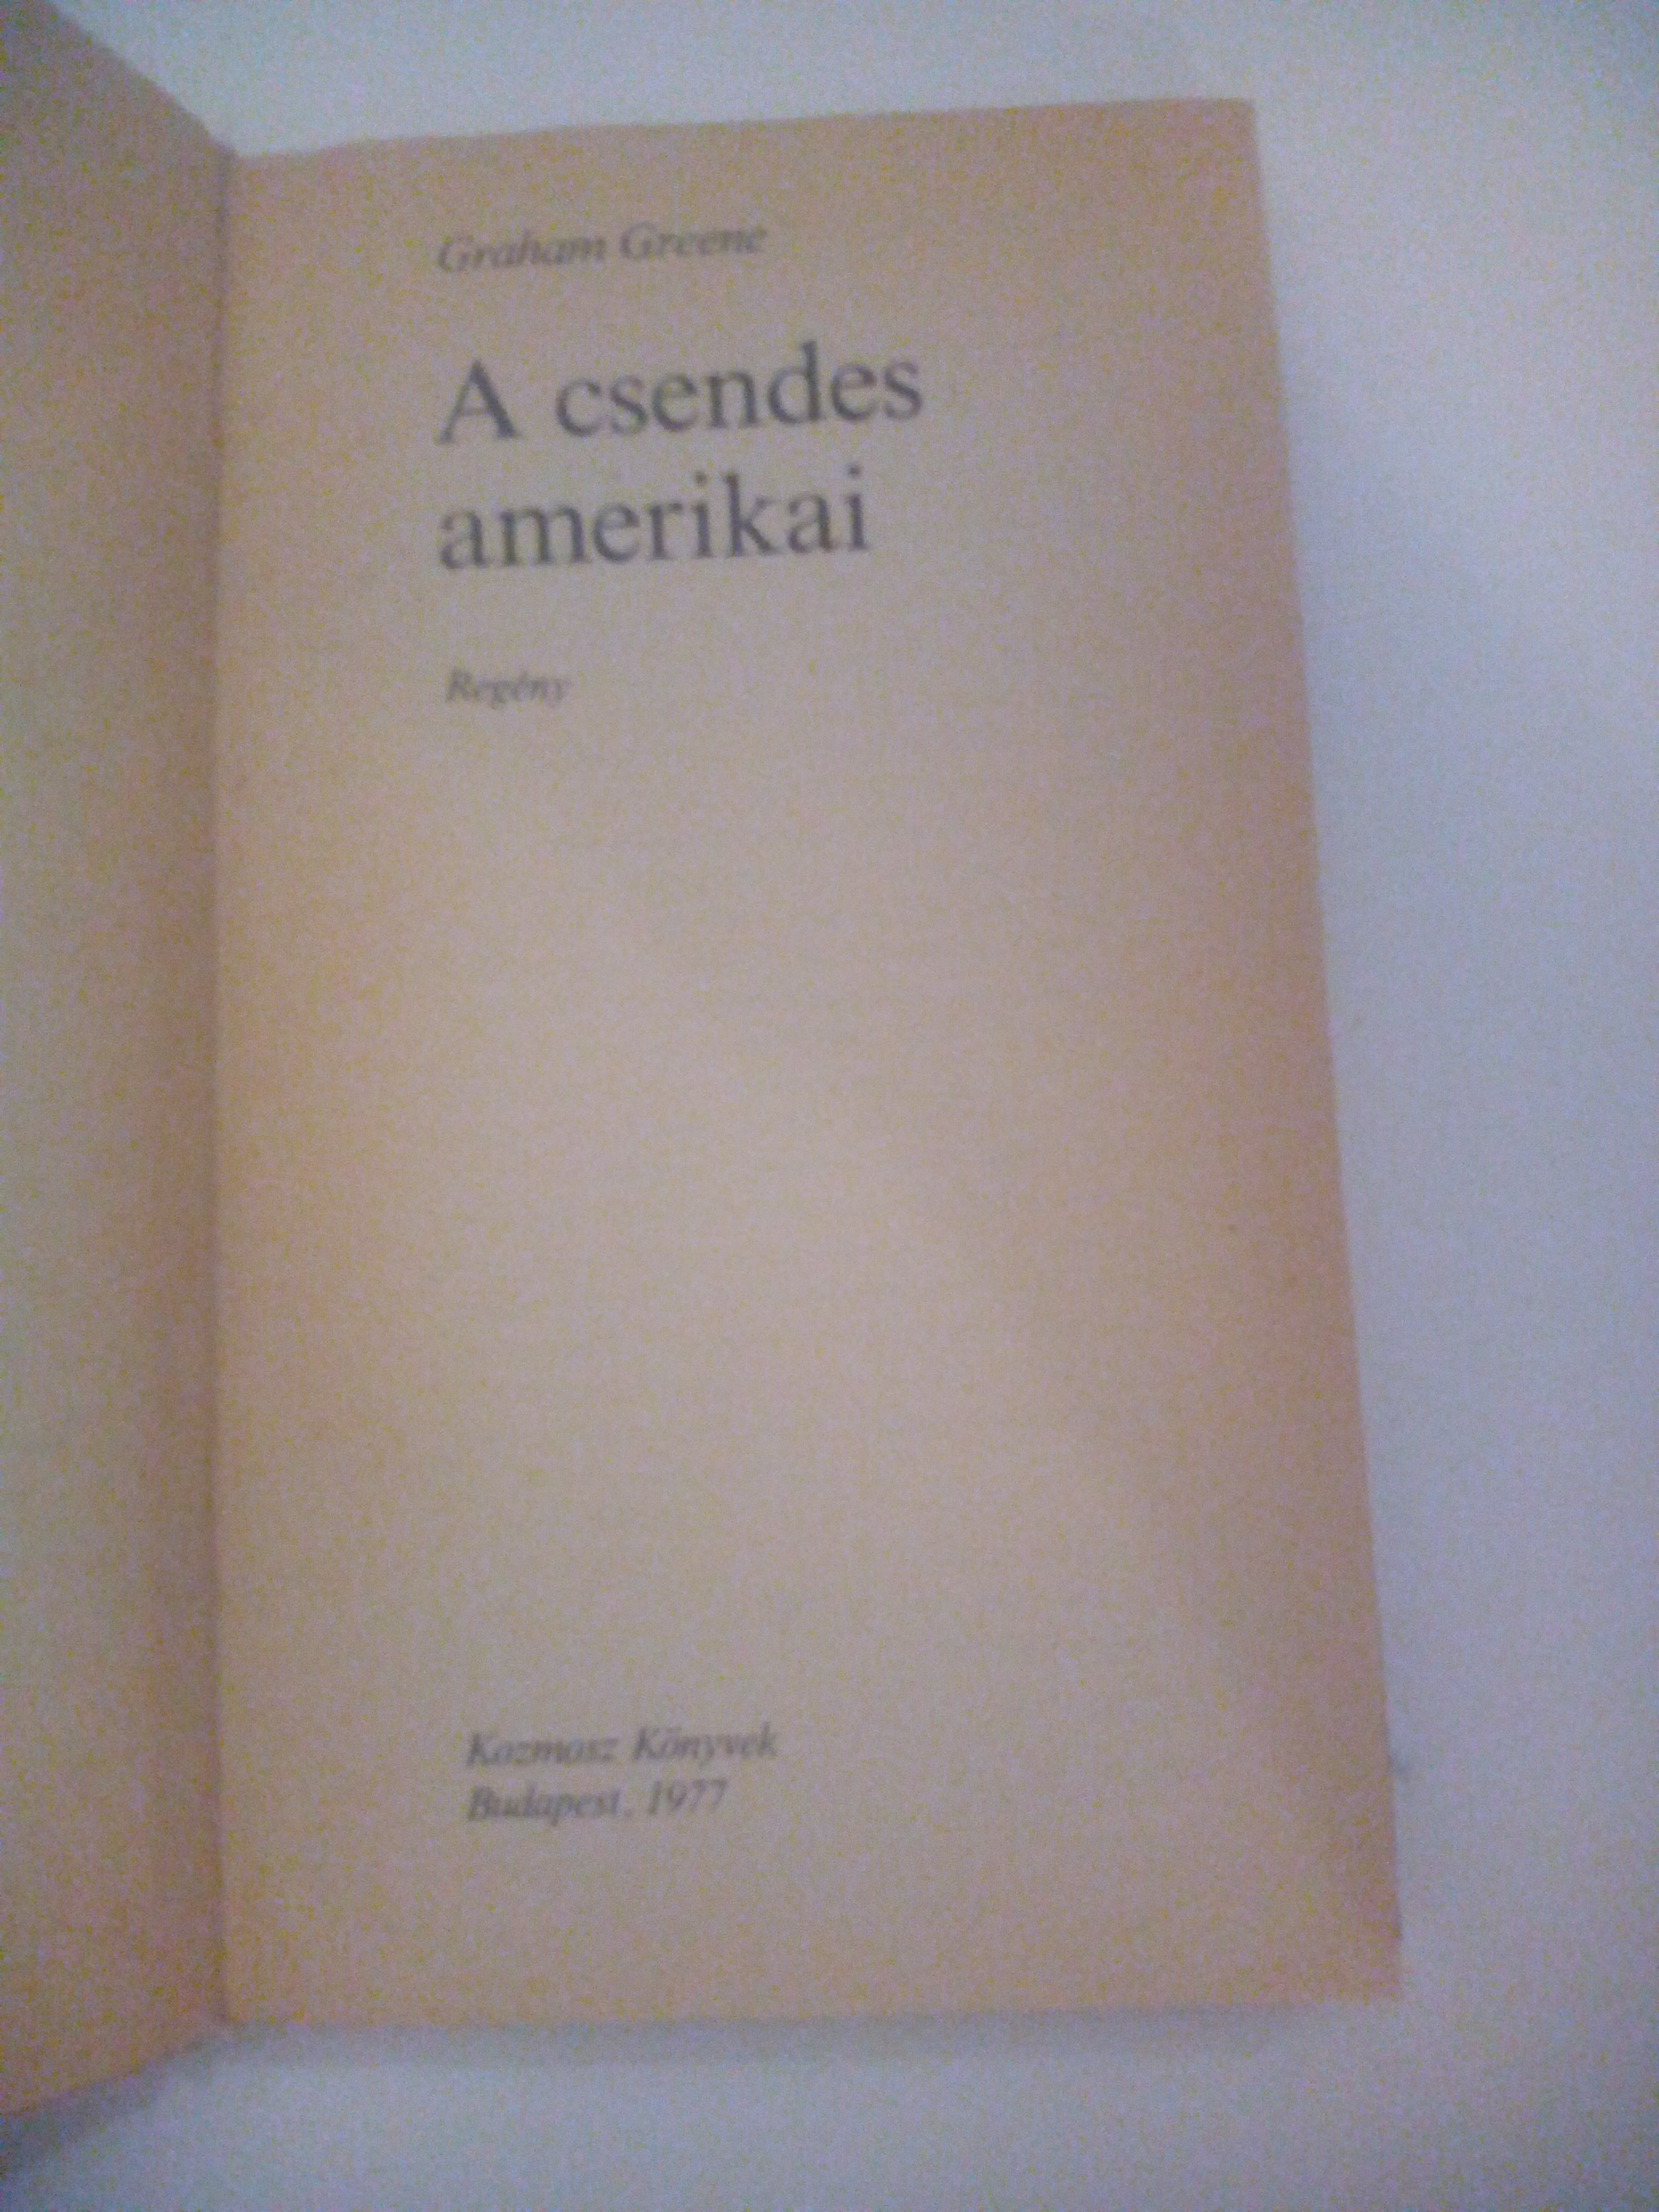 Graham Greene
A csendes
amerikai
Regény
Kozmosz Könyvek
Budapest, 1977